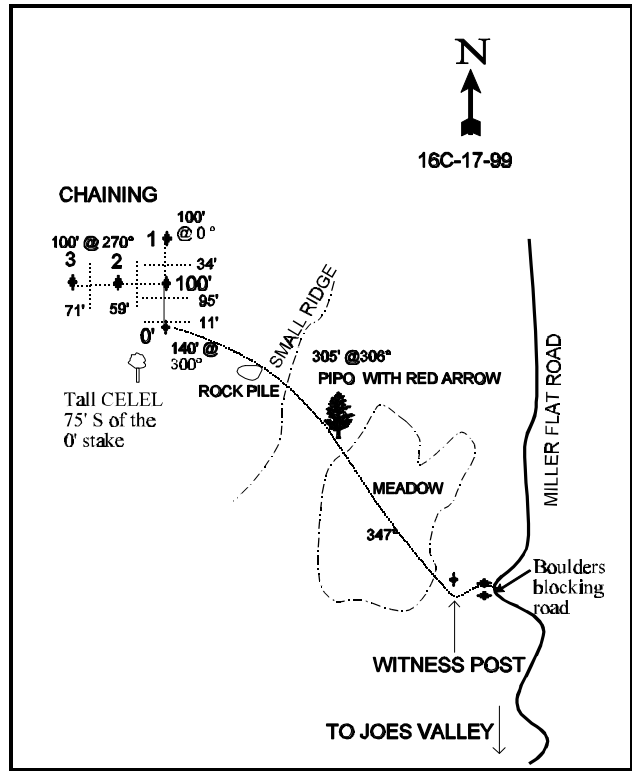 N
16C-17-99
CHAINING
100'
@ 0°
100' @ 270°
1
3
2
34'
100'
71'
59'
95'
0'
11'
140' @
300°
SMALL RIDGE
305' @306°
PIPO WITH RED ARROW
ROCK PILE
Tall CELEL
75' S of the
0' stake
MILLER FLAT ROAD
MEADOW
347°
Boulders
blocking
road
WITNESS POST
TO JOES VALLEY